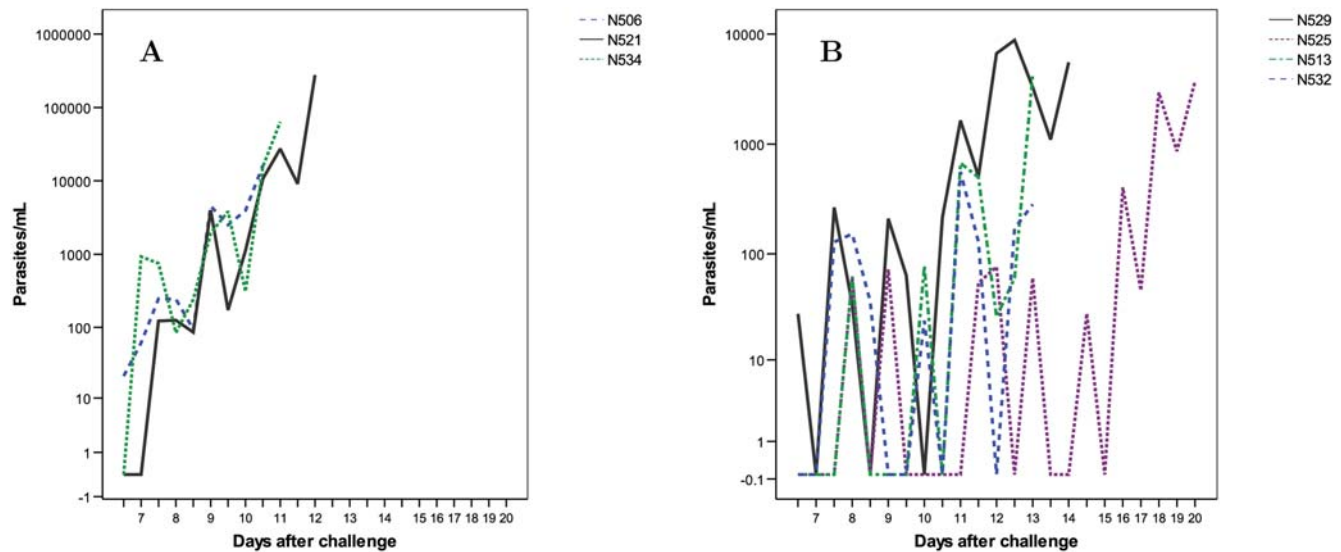 A
N506
N521
N534
Parasites/mL
1000000
100000
10000
1000
100
10
1
-1
7 8 9 10 11 12 13 14 15 16 17 18 19 20
Days after challenge
B
N529
N525
N513
N532
Parasites/mL
10000
1000
100
10
1
-0.1
7 8 9 10 11 12 13 14 15 16 17 18 19 20
Days after challenge